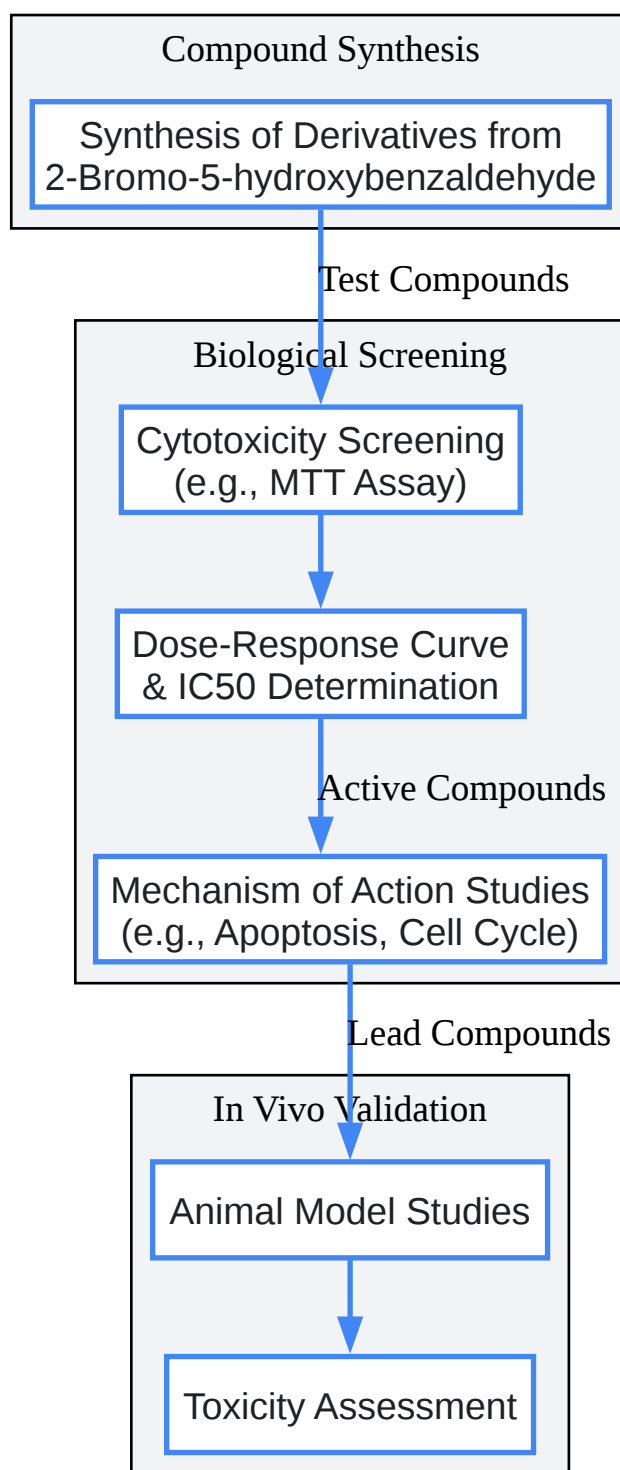 Compound Synthesis
Synthesis of Derivatives from
2-Bromo-5-hydroxybenzaldehyde
Test Compounds
Biological Screening
Cytotoxicity Screening
(e.g., MTT Assay)
Dose-Response Curve
& IC50 Determination
Active Compounds
Mechanism of Action Studies
(e.g., Apoptosis, Cell Cycle)
Lead Compounds
In Vivo Validation
Animal Model Studies
Toxicity Assessment